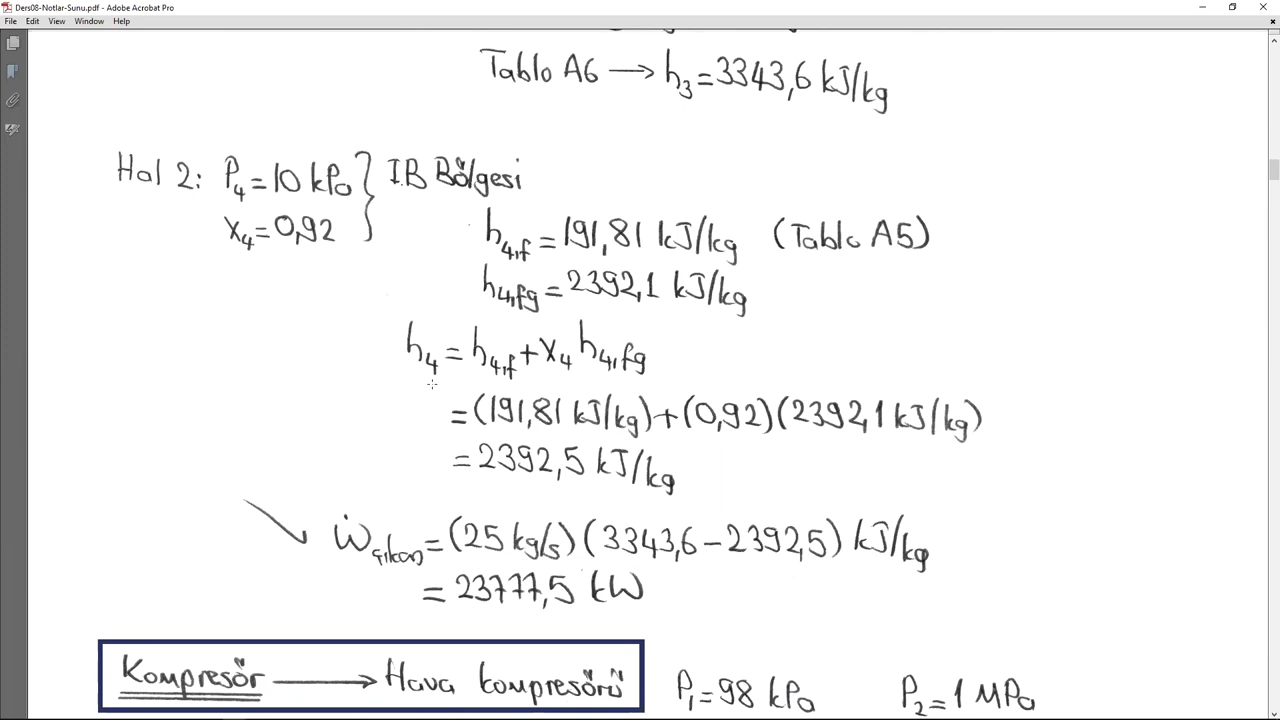 Ders08-Notlar-Sunu.pdf - Adobe Acrobat Pro
File Edit View Window Help
Tablo A6 → h₃=3343,6 kJ/kg
Hal 2: P₄=10 kPa } I.B Bölgesi
x₄=0,92
h₄,f=191,81 kJ/kg (Tablo A5)
h₄,fg=2392,1 kJ/kg
h₄=h₄,f+x₄ h₄,fg
=(191,81 kJ/kg)+(0,92)(2392,1 kJ/kg)
=2392,5 kJ/kg
Ẇçıkan=(25 kg/s)(3343,6-2392,5) kJ/kg
= 23777,5 kW
Kompresör → Hava kompresörü
P₁=98 kPa P₂=1 MPa